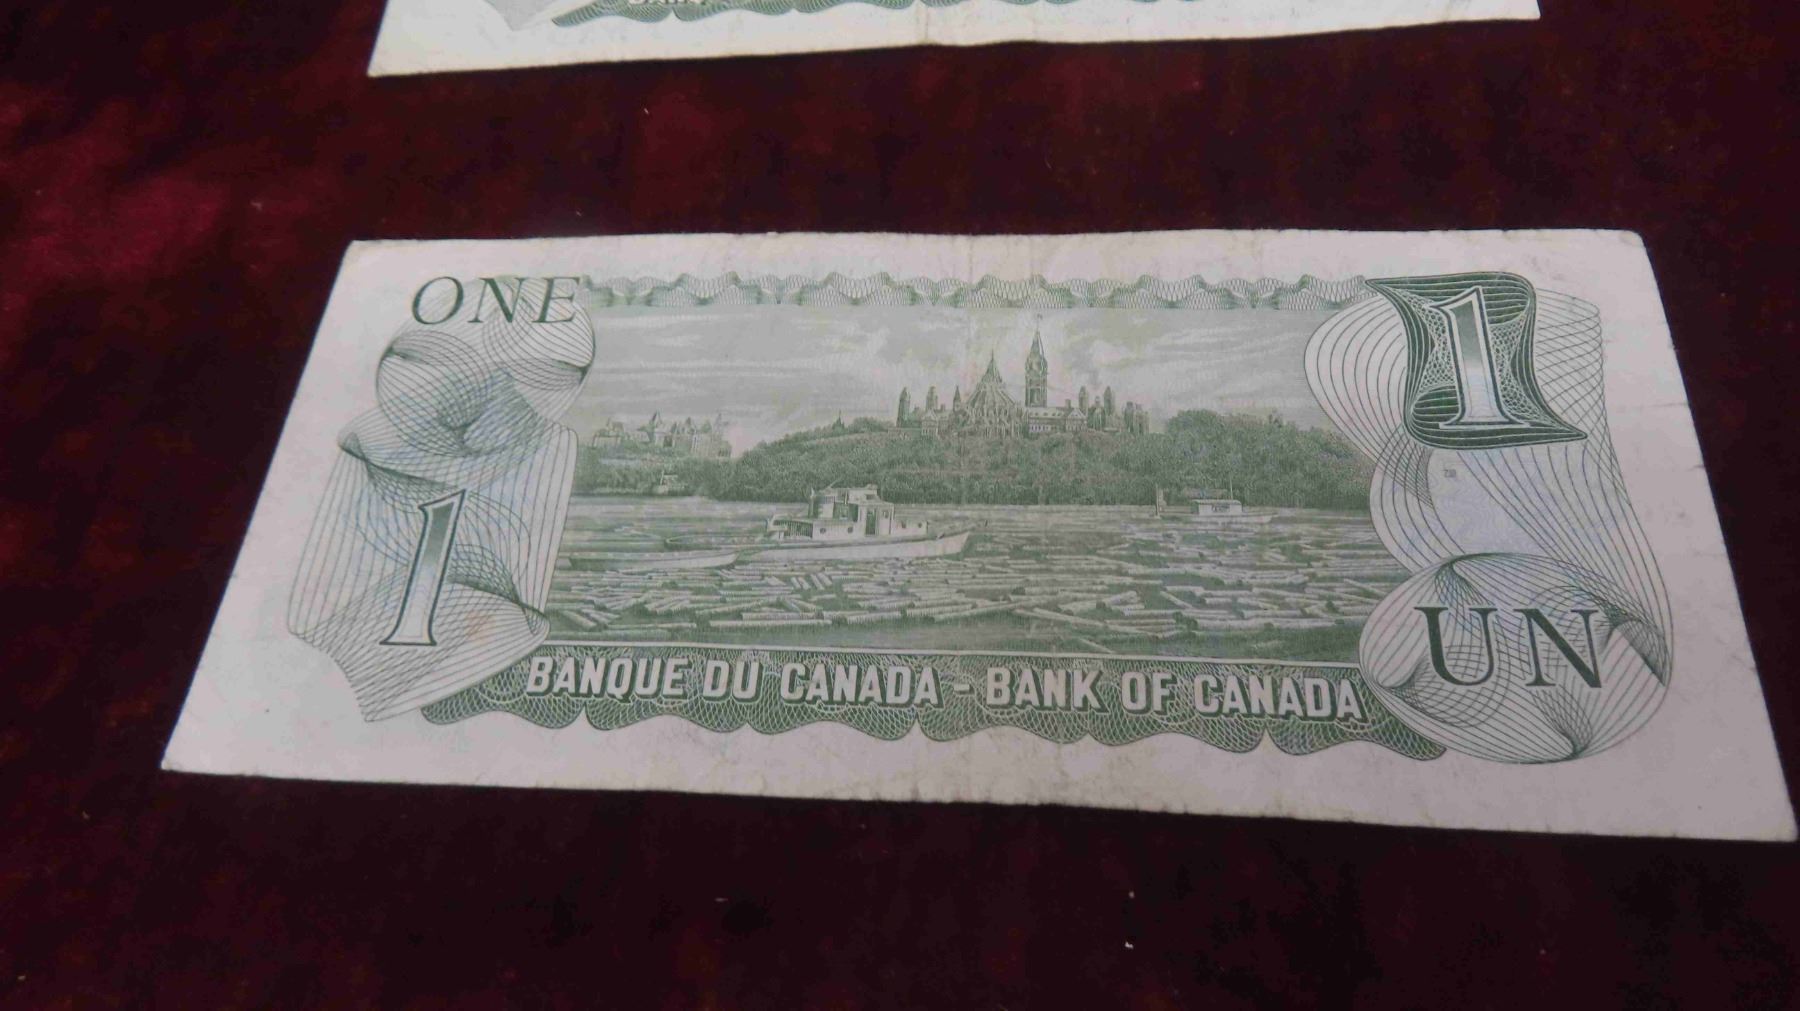 ONE
1
1
UN
BANQUE DU CANADA - BANK OF CANADA